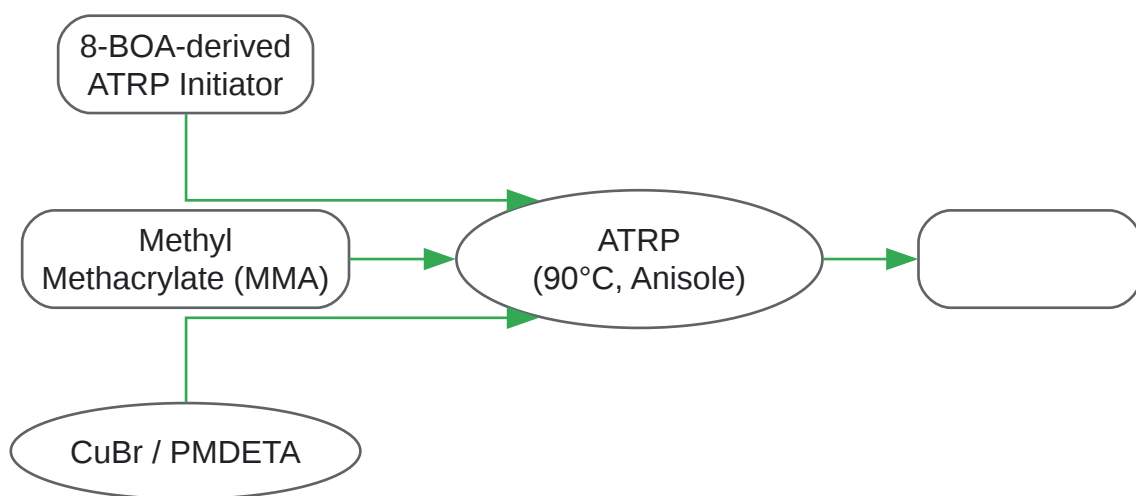 8-BOA-derived
ATRP Initiator
Methyl
Methacrylate (MMA)
ATRP
(90°C, Anisole)
CuBr / PMDETA